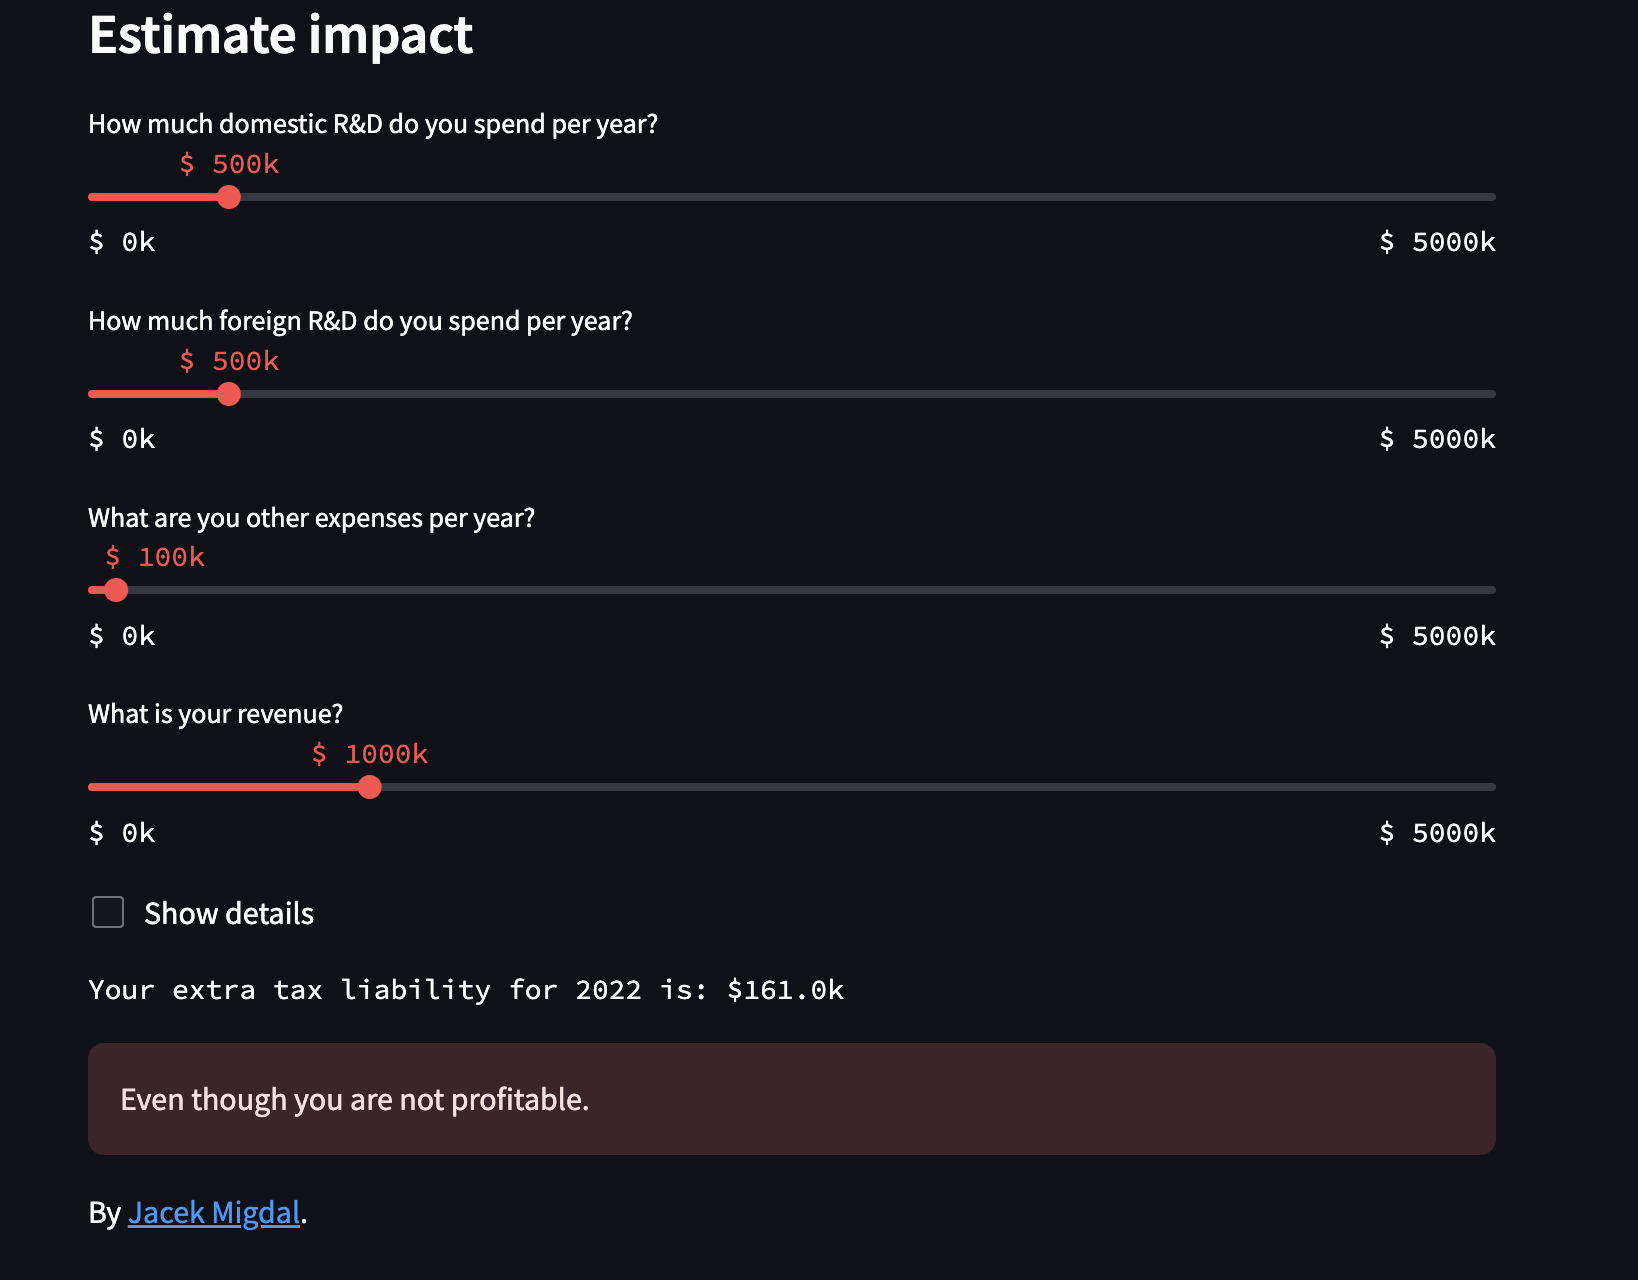 Estimate impact
How much domestic R&D do you spend per year?
$ 500k
$ 0k $ 5000k
How much foreign R&D do you spend per year?
$ 500k
$ 0k $ 5000k
What are you other expenses per year?
$ 100k
$ 0k $ 5000k
What is your revenue?
$ 1000k
$ 0k $ 5000k
Show details
Your extra tax liability for 2022 is: $161.0k
Even though you are not profitable.
By Jacek Migdal.